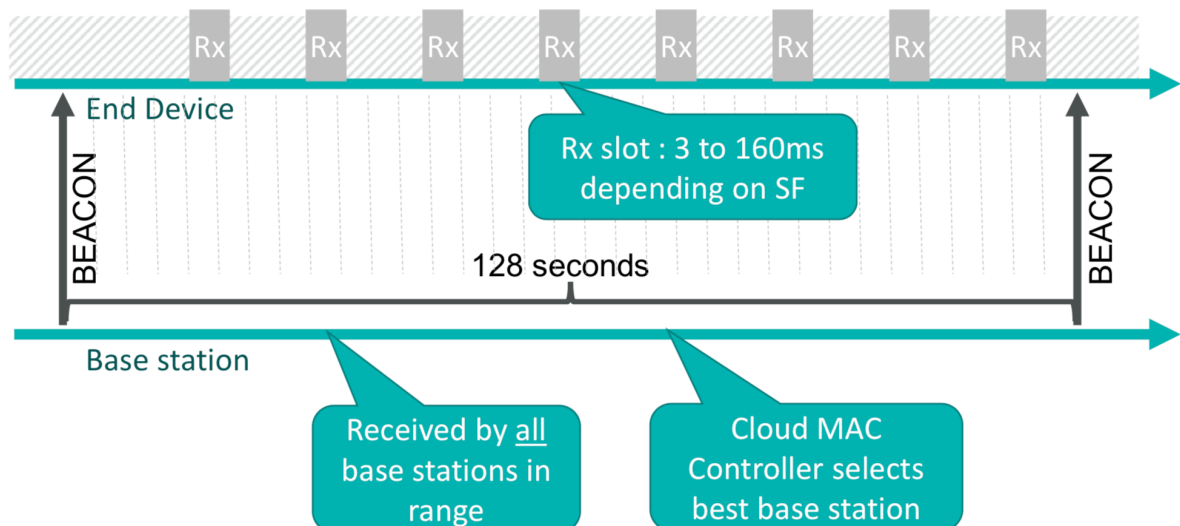 Rx Rx Rx Rx Rx Rx Rx Rx
End Device
Rx slot : 3 to 160ms
depending on SF
BEACON
BEACON
128 seconds
Base station
Received by all
base stations in
range
Cloud MAC
Controller selects
best base station